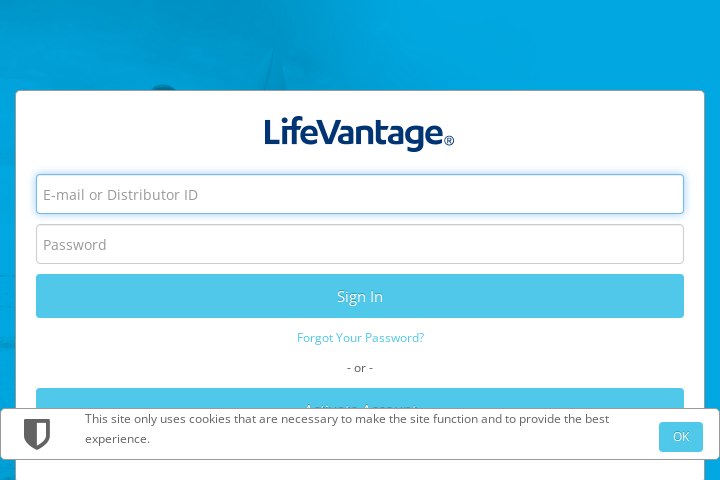 LifeVantage®
E-mail or Distributor ID
Password
Sign In
Forgot Your Password?
- or -
This site only uses cookies that are necessary to make the site function and to provide the best
experience.
OK